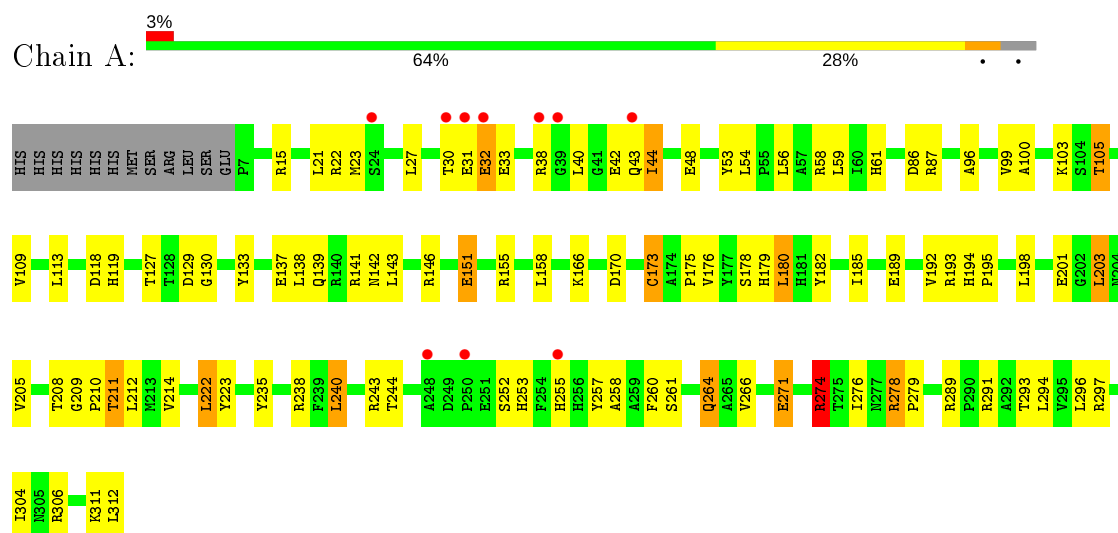 3%
Chain A:
64% 28% • •
HIS HIS HIS HIS HIS HIS MET SER ARG LEU SER GLU P7 R15 L21 R22 M23 S24 L27 T30 E31 E32 E33 R38 G39 L40 G41 E42 Q43 I44 E48 Y53 L54 P55 L56 A57 R58 L59 I60 H61 D86 R87 A96 V99 A100 K103 S104 T105
V109 L113 D118 H119 T127 T128 D129 G130 Y133 E137 L138 Q139 R140 R141 N142 L143 R146 E151 R155 L158 K166 D170 C173 A174 P175 V176 Y177 S178 H179 L180 H181 Y182 I185 E189 V192 R193 H194 P195 L198 E201 G202 L203
V205 T208 G209 P210 T211 L212 M213 V214 L222 Y223 Y235 R238 F239 L240 R243 T244 A248 D249 P250 E251 S252 H253 F254 H255 H256 Y257 A258 A259 F260 S261 Q264 A265 V266 E271 R274 T275 I276 N277 R278 P279 R289 P290 R291 A292 T293 L294 V295 L296 R297
I304 N305 R306 K311 L312